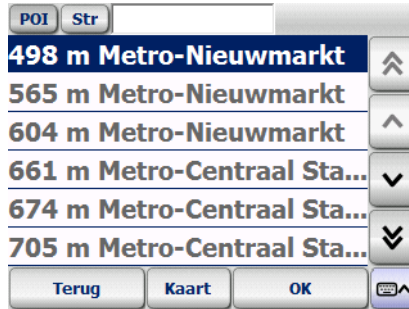 POI Str
498 m Metro-Nieuwmarkt
565 m Metro-Nieuwmarkt
604 m Metro-Nieuwmarkt
661 m Metro-Centraal Sta...
674 m Metro-Centraal Sta...
705 m Metro-Centraal Sta...
Terug Kaart OK